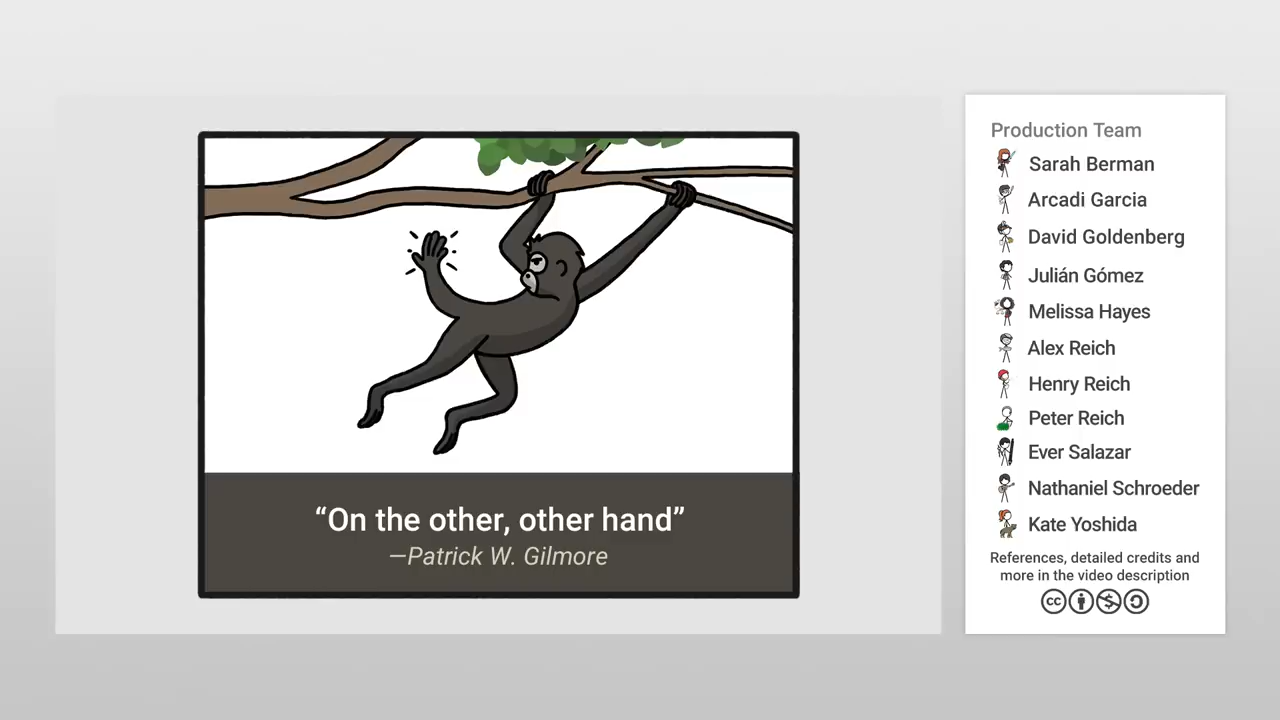 “On the other, other hand”
—Patrick W. Gilmore
Production Team
Sarah Berman
Arcadi Garcia
David Goldenberg
Julián Gómez
Melissa Hayes
Alex Reich
Henry Reich
Peter Reich
Ever Salazar
Nathaniel Schroeder
Kate Yoshida
References, detailed credits and
more in the video description
cc